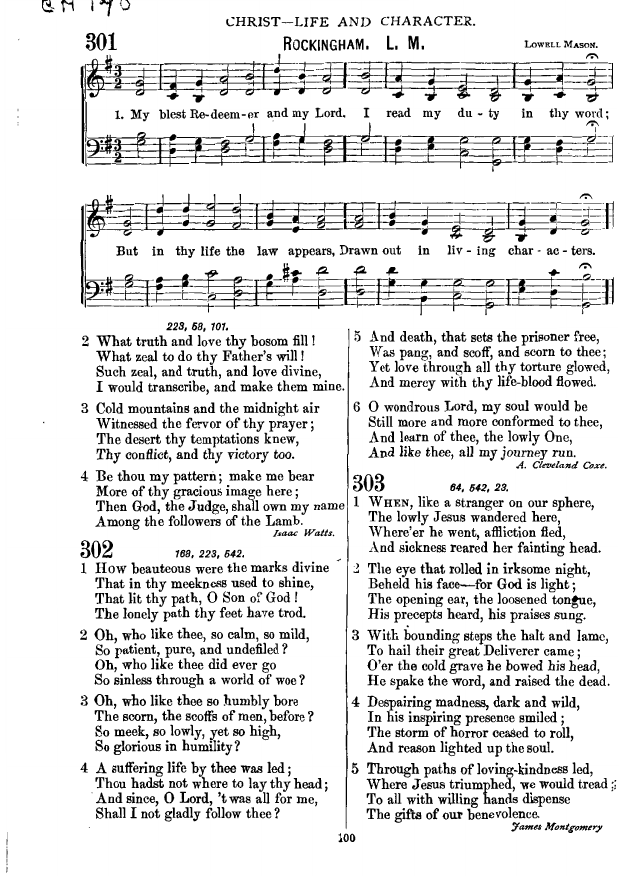 CH 190
CHRIST—LIFE AND CHARACTER.
301
ROCKINGHAM. L. M.
LOWELL MASON.
1. My blest Re-deem-er and my Lord. I read my du - ty in thy word;
But in thy life the law appears, Drawn out in liv - ing char - ac - ters.
223, 58, 101.
2 What truth and love thy bosom fill!
What zeal to do thy Father's will!
Such zeal, and truth, and love divine,
I would transcribe, and make them mine.
3 Cold mountains and the midnight air
Witnessed the fervor of thy prayer;
The desert thy temptations knew,
Thy conflict, and thy victory too.
4 Be thou my pattern; make me bear
More of thy gracious image here;
Then God, the Judge, shall own my name
Among the followers of the Lamb.
Isaac Watts.
302
168, 223, 542.
1 How beauteous were the marks divine
That in thy meekness used to shine,
That lit thy path, O Son of God!
The lonely path thy feet have trod.
2 Oh, who like thee, so calm, so mild,
So patient, pure, and undefiled?
Oh, who like thee did ever go
So sinless through a world of woe?
3 Oh, who like thee so humbly bore
The scorn, the scoffs of men, before?
So meek, so lowly, yet so high,
So glorious in humility?
4 A suffering life by thee was led;
Thou hadst not where to lay thy head;
And since, O Lord, 't was all for me,
Shall I not gladly follow thee?
5 And death, that sets the prisoner free,
Was pang, and scoff, and scorn to thee;
Yet love through all thy torture glowed,
And mercy with thy life-blood flowed.
6 O wondrous Lord, my soul would be
Still more and more conformed to thee,
And learn of thee, the lowly One,
And like thee, all my journey run.
A. Cleveland Coxe.
303
64, 542, 23.
1 WHEN, like a stranger on our sphere,
The lowly Jesus wandered here,
Where'er he went, affliction fled,
And sickness reared her fainting head.
2 The eye that rolled in irksome night,
Beheld his face—for God is light;
The opening ear, the loosened tongue,
His precepts heard, his praises sung.
3 With bounding steps the halt and lame,
To hail their great Deliverer came;
O'er the cold grave he bowed his head,
He spake the word, and raised the dead.
4 Despairing madness, dark and wild,
In his inspiring presence smiled;
The storm of horror ceased to roll,
And reason lighted up the soul.
5 Through paths of loving-kindness led,
Where Jesus triumphed, we would tread;
To all with willing hands dispense
The gifts of our benevolence.
James Montgomery
100